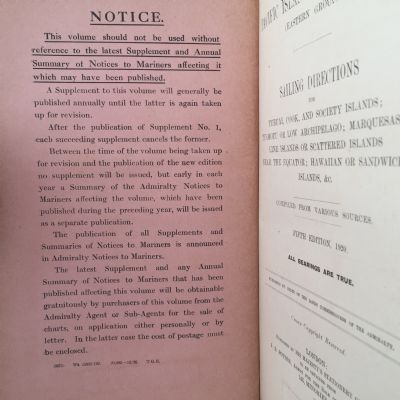 NOTICE.
This volume should not be used without
reference to the latest Supplement and Annual
Summary of Notices to Mariners affecting it
which may have been published.
A Supplement to this volume will generally be
published annually until the latter is again taken
up for revision.
After the publication of Supplement No. 1,
each succeeding supplement cancels the former.
Between the time of the volume being taken
up for revision and the publication of the new edition
no supplement will be issued, but early in each
year a Summary of the Admiralty Notices to
Mariners affecting the volume, which have been
published during the preceding year, will be issued
as a separate publication.
The publication of all Supplements and
Summaries of Notices to Mariners is announced
in Admiralty Notices to Mariners.
The latest Supplement and any Annual
Summary of Notices to Mariners that has been
published affecting this volume will be obtainable
gratuitously by purchasers of this volume from the
Admiralty Agent or Sub-Agents for the sale of
charts, on application either personally or by
letter. In the latter case the cost of postage must
be enclosed.
PACIFIC ISLA
(EASTERN GROU
SAILING DIRECTIONS
FOR
COOK, AND SOCIETY ISLANDS;
OR LOW ARCHIPELAGO; MARQUESAS
LINE ISLANDS OR SCATTERED ISLANDS
NEAR THE EQUATOR; HAWAIIAN OR SANDWICH
ISLANDS, &c.
COMPILED FROM VARIOUS SOURCES.
FIFTH EDITION, 1920.
ALL BEARINGS ARE TRUE.
Crown Copyright Reserved.
LONDON: